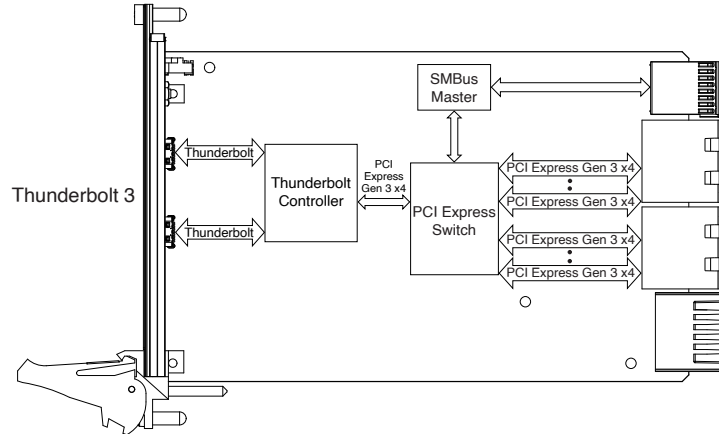 SMBus
Master
Thunderbolt
PCI
Express
Gen 3 x4
Thunderbolt 3
Thunderbolt
Controller
PCI Express
Switch
PCI Express Gen 3 x4
PCI Express Gen 3 x4
Thunderbolt
PCI Express Gen 3 x4
PCI Express Gen 3 x4